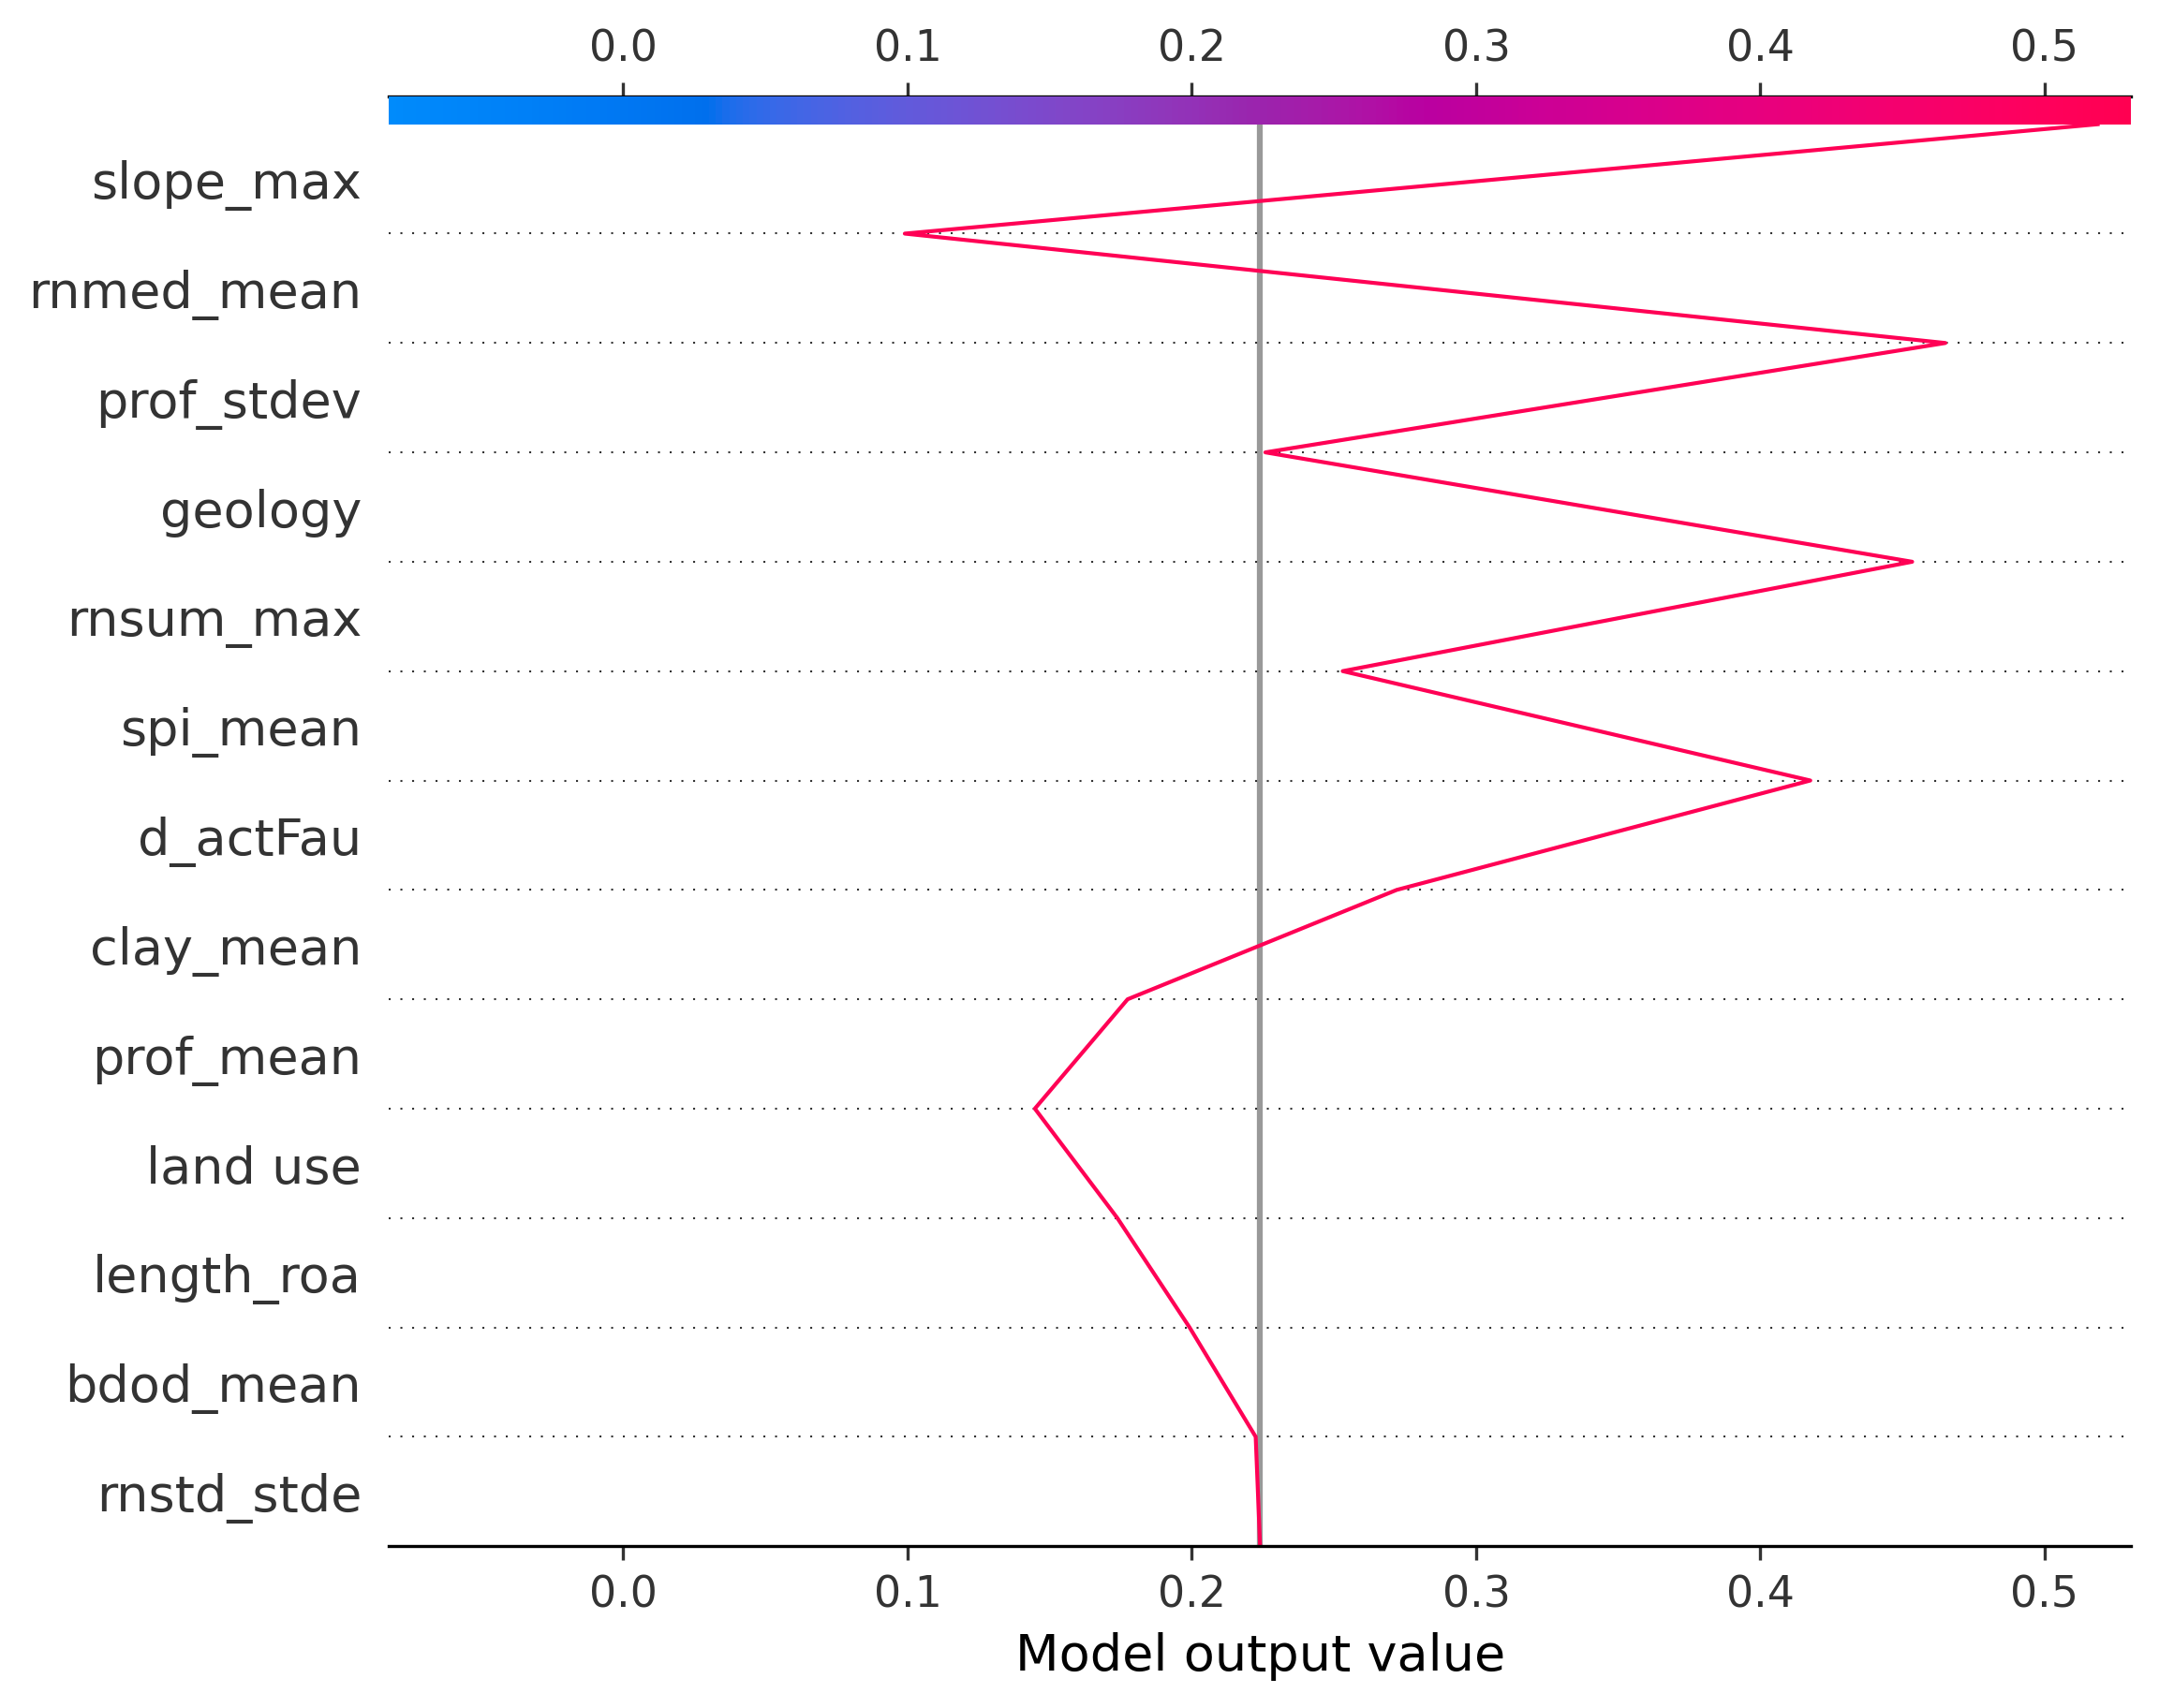 0.0 0.1 0.2 0.3 0.4 0.5
slope_max
rnmed_mean
prof_stdev
geology
rnsum_max
spi_mean
d_actFau
clay_mean
prof_mean
land use
length_roa
bdod_mean
rnstd_stde
0.0 0.1 0.2 0.3 0.4 0.5
Model output value